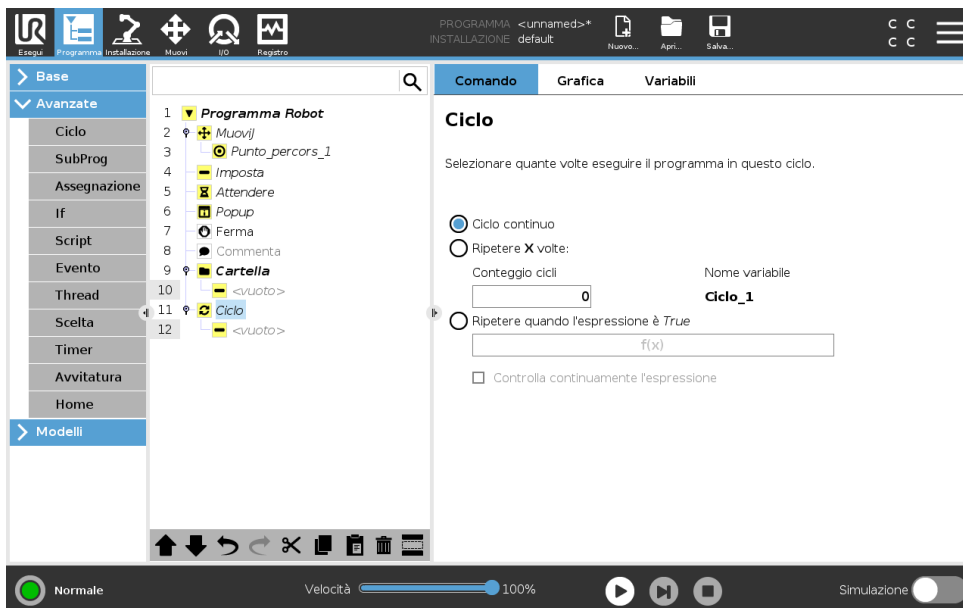 PROGRAMMA <unnamed>*
INSTALLAZIONE default
Esegui
Programma
Installazione
Muovi
I/O
Registro
Nuovo...
Apri...
Salva...
C C
C C
Base
Avanzate
Ciclo
SubProg
Assegnazione
If
Script
Evento
Thread
Scelta
Timer
Avvitatura
Home
Modelli
1 Programma Robot
2 MuoviJ
3 Punto_percors_1
4 Imposta
5 Attendere
6 Popup
7 Ferma
8 Commenta
9 Cartella
10 <vuoto>
11 Ciclo
12 <vuoto>
Comando Grafica Variabili
Ciclo
Selezionare quante volte eseguire il programma in questo ciclo.
Ciclo continuo
Ripetere X volte:
Conteggio cicli Nome variabile
0 Ciclo_1
Ripetere quando l'espressione è True
f(x)
Controlla continuamente l'espressione
Normale
Velocità 100%
Simulazione